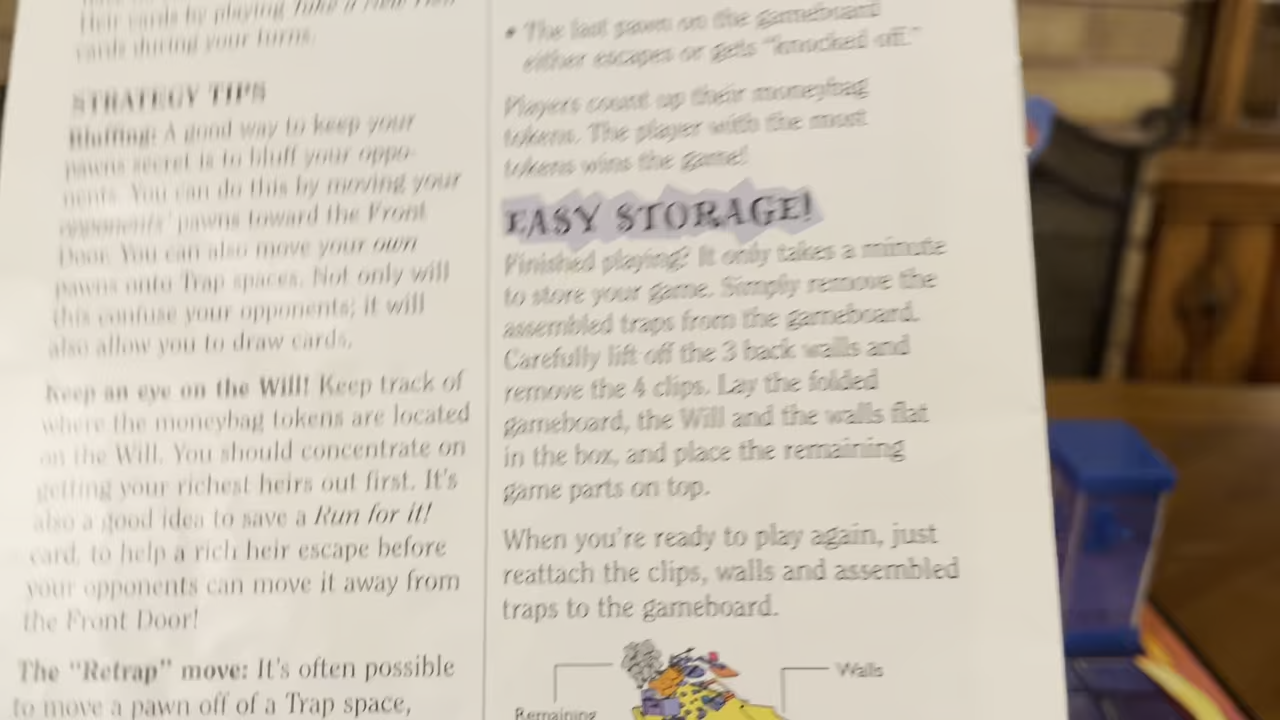 their cards by playing Take a New Hero
cards during your turns.
STRATEGY TIPS
Bluffing: A good way to keep your
pawns secret is to bluff your oppo-
nents. You can do this by moving your
opponents' pawns toward the Front
Door. You can also move your own
pawns onto Trap spaces. Not only will
this confuse your opponents; it will
also allow you to draw cards.
Keep an eye on the Will! Keep track of
where the moneybag tokens are located
on the Will. You should concentrate on
getting your richest heirs out first. It's
also a good idea to save a Run for it!
card, to help a rich heir escape before
your opponents can move it away from
the Front Door!
The "Retrap" move: It's often possible
to move a pawn off of a Trap space,
• The last pawn on the gameboard
either escapes or gets "knocked off."
Players count up their moneybag
tokens. The player with the most
tokens wins the game!
EASY STORAGE!
Finished playing? It only takes a minute
to store your game. Simply remove the
assembled traps from the gameboard.
Carefully lift off the 3 back walls and
remove the 4 clips. Lay the folded
gameboard, the Will and the walls flat
in the box, and place the remaining
game parts on top.
When you're ready to play again, just
reattach the clips, walls and assembled
traps to the gameboard.
Walls
Remaining